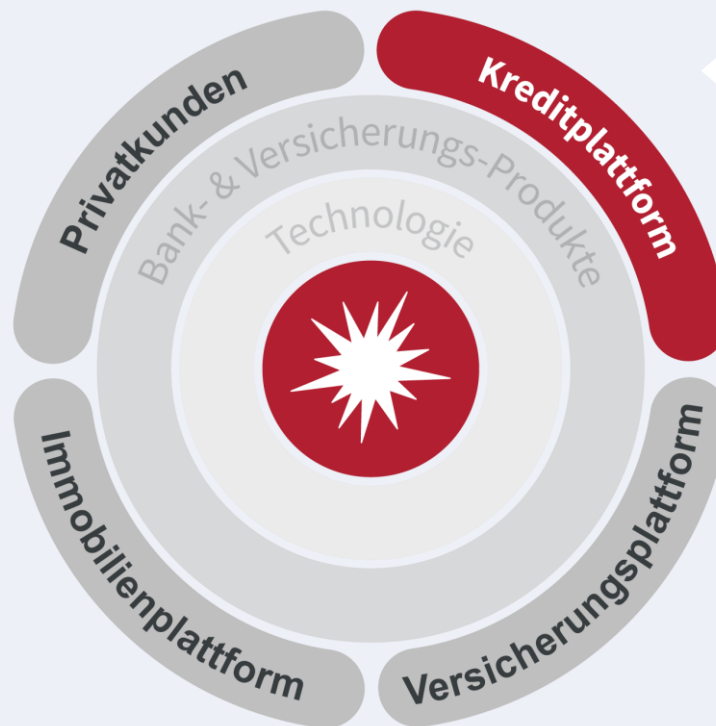 Privatkunden
Kreditplattform
Bank- & Versicherungs-Produkte
Technologie
Immobilienplattform
Versicherungsplattform